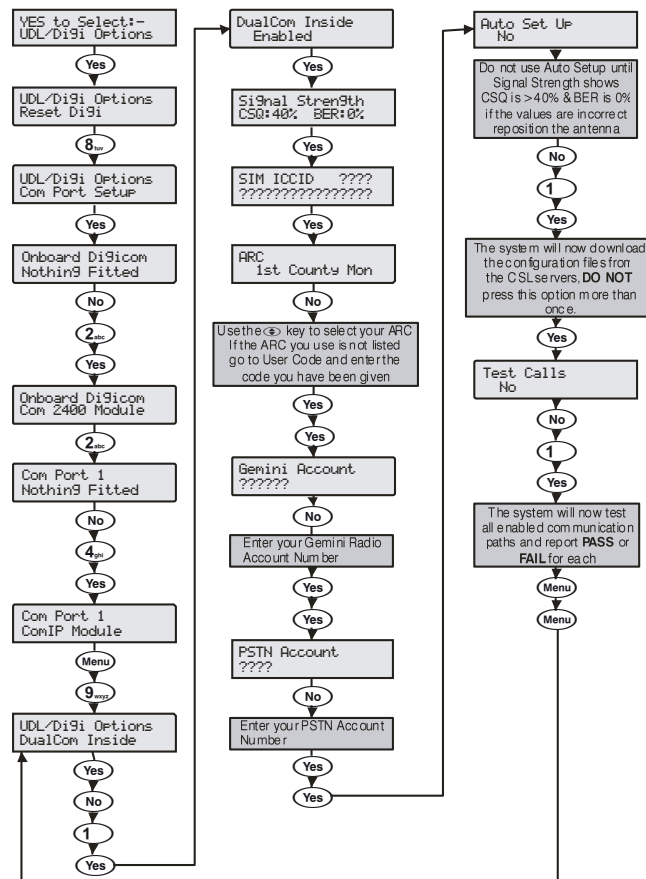 YES to Select:-
UDL/Digi Options
Yes
UDL/Digi Options
Reset Digi
8tuv
UDL/Digi Options
Com Port Setup
Yes
Onboard Digicom
Nothing Fitted
No
2abc
Yes
Onboard Digicom
Com 2400 Module
2abc
Com Port 1
Nothing Fitted
No
4ghi
Yes
Com Port 1
ComIP Module
Menu
9wxyz
UDL/Digi Options
DualCom Inside
Yes
No
1
Yes
DualCom Inside
Enabled
Yes
Signal Strength
CSQ:40% BER:0%
Yes
SIM ICCID ????
????????????????
Yes
ARC
1st County Mon
No
Use the key to select your ARC
If the ARC you use is not listed
go to User Code and enter the
code you have been given
Yes
Yes
Gemini Account
??????
No
Enter your Gemini Radio
Account Number
Yes
Yes
PSTN Account
????
No
Enter your PSTN Account
Number
Yes
Yes
Auto Set Up
No
Do not use Auto Setup until
Signal Strength shows
CSQ is >40% & BER is 0%
if the values are incorrect
reposition the antenna
No
1
Yes
The system will now download
the configuration files from
the CSL servers, DO NOT
press this option more than
once.
Yes
Test Calls
No
No
1
Yes
The system will now test
all enabled communication
paths and report PASS or
FAIL for each
Menu
Menu